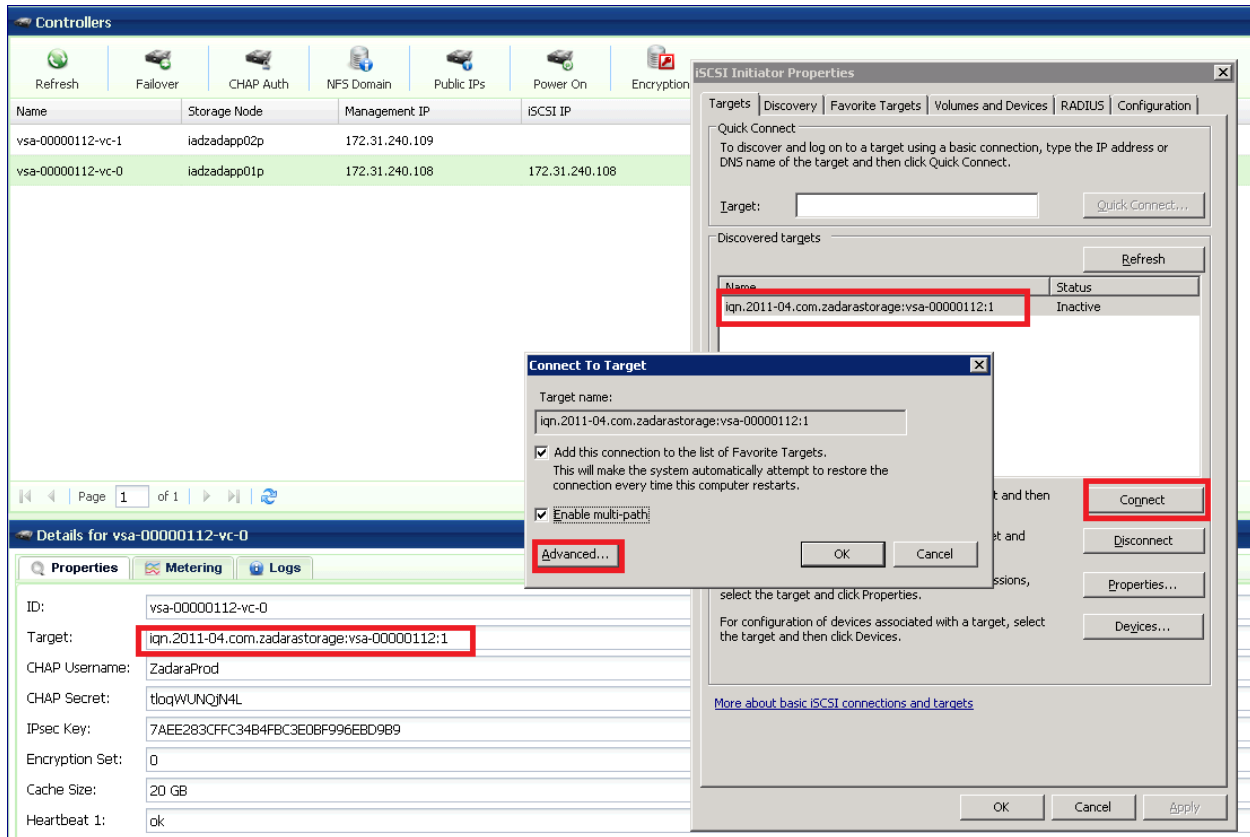 Controllers
Refresh Failover CHAP Auth NFS Domain Public IPs Power On Encryption
Name Storage Node Management IP iSCSI IP
vsa-00000112-vc-1 iadzadapp02p 172.31.240.109
vsa-00000112-vc-0 iadzadapp01p 172.31.240.108 172.31.240.108
Page 1 of 1
Details for vsa-00000112-vc-0
Properties Metering Logs
ID: vsa-00000112-vc-0
Target: iqn.2011-04.com.zadarastorage:vsa-00000112:1
CHAP Username: ZadaraProd
CHAP Secret: tloqWUNQjN4L
IPsec Key: 7AEE283CFFC34B4FBC3E0BF996EBD9B9
Encryption Set: 0
Cache Size: 20 GB
Heartbeat 1: ok
iSCSI Initiator Properties
Targets Discovery Favorite Targets Volumes and Devices RADIUS Configuration
Quick Connect
To discover and log on to a target using a basic connection, type the IP address or
DNS name of the target and then click Quick Connect.
Target: Quick Connect...
Discovered targets
Refresh
Name Status
iqn.2011-04.com.zadarastorage:vsa-00000112:1 Inactive
Connect To Target
Target name:
iqn.2011-04.com.zadarastorage:vsa-00000112:1
Add this connection to the list of Favorite Targets.
This will make the system automatically attempt to restore the
connection every time this computer restarts.
Enable multi-path
Advanced... OK Cancel
t and then Connect
et and Disconnect
ssions,
select the target and click Properties. Properties...
For configuration of devices associated with a target, select
the target and then click Devices. Devices...
More about basic iSCSI connections and targets
OK Cancel Apply